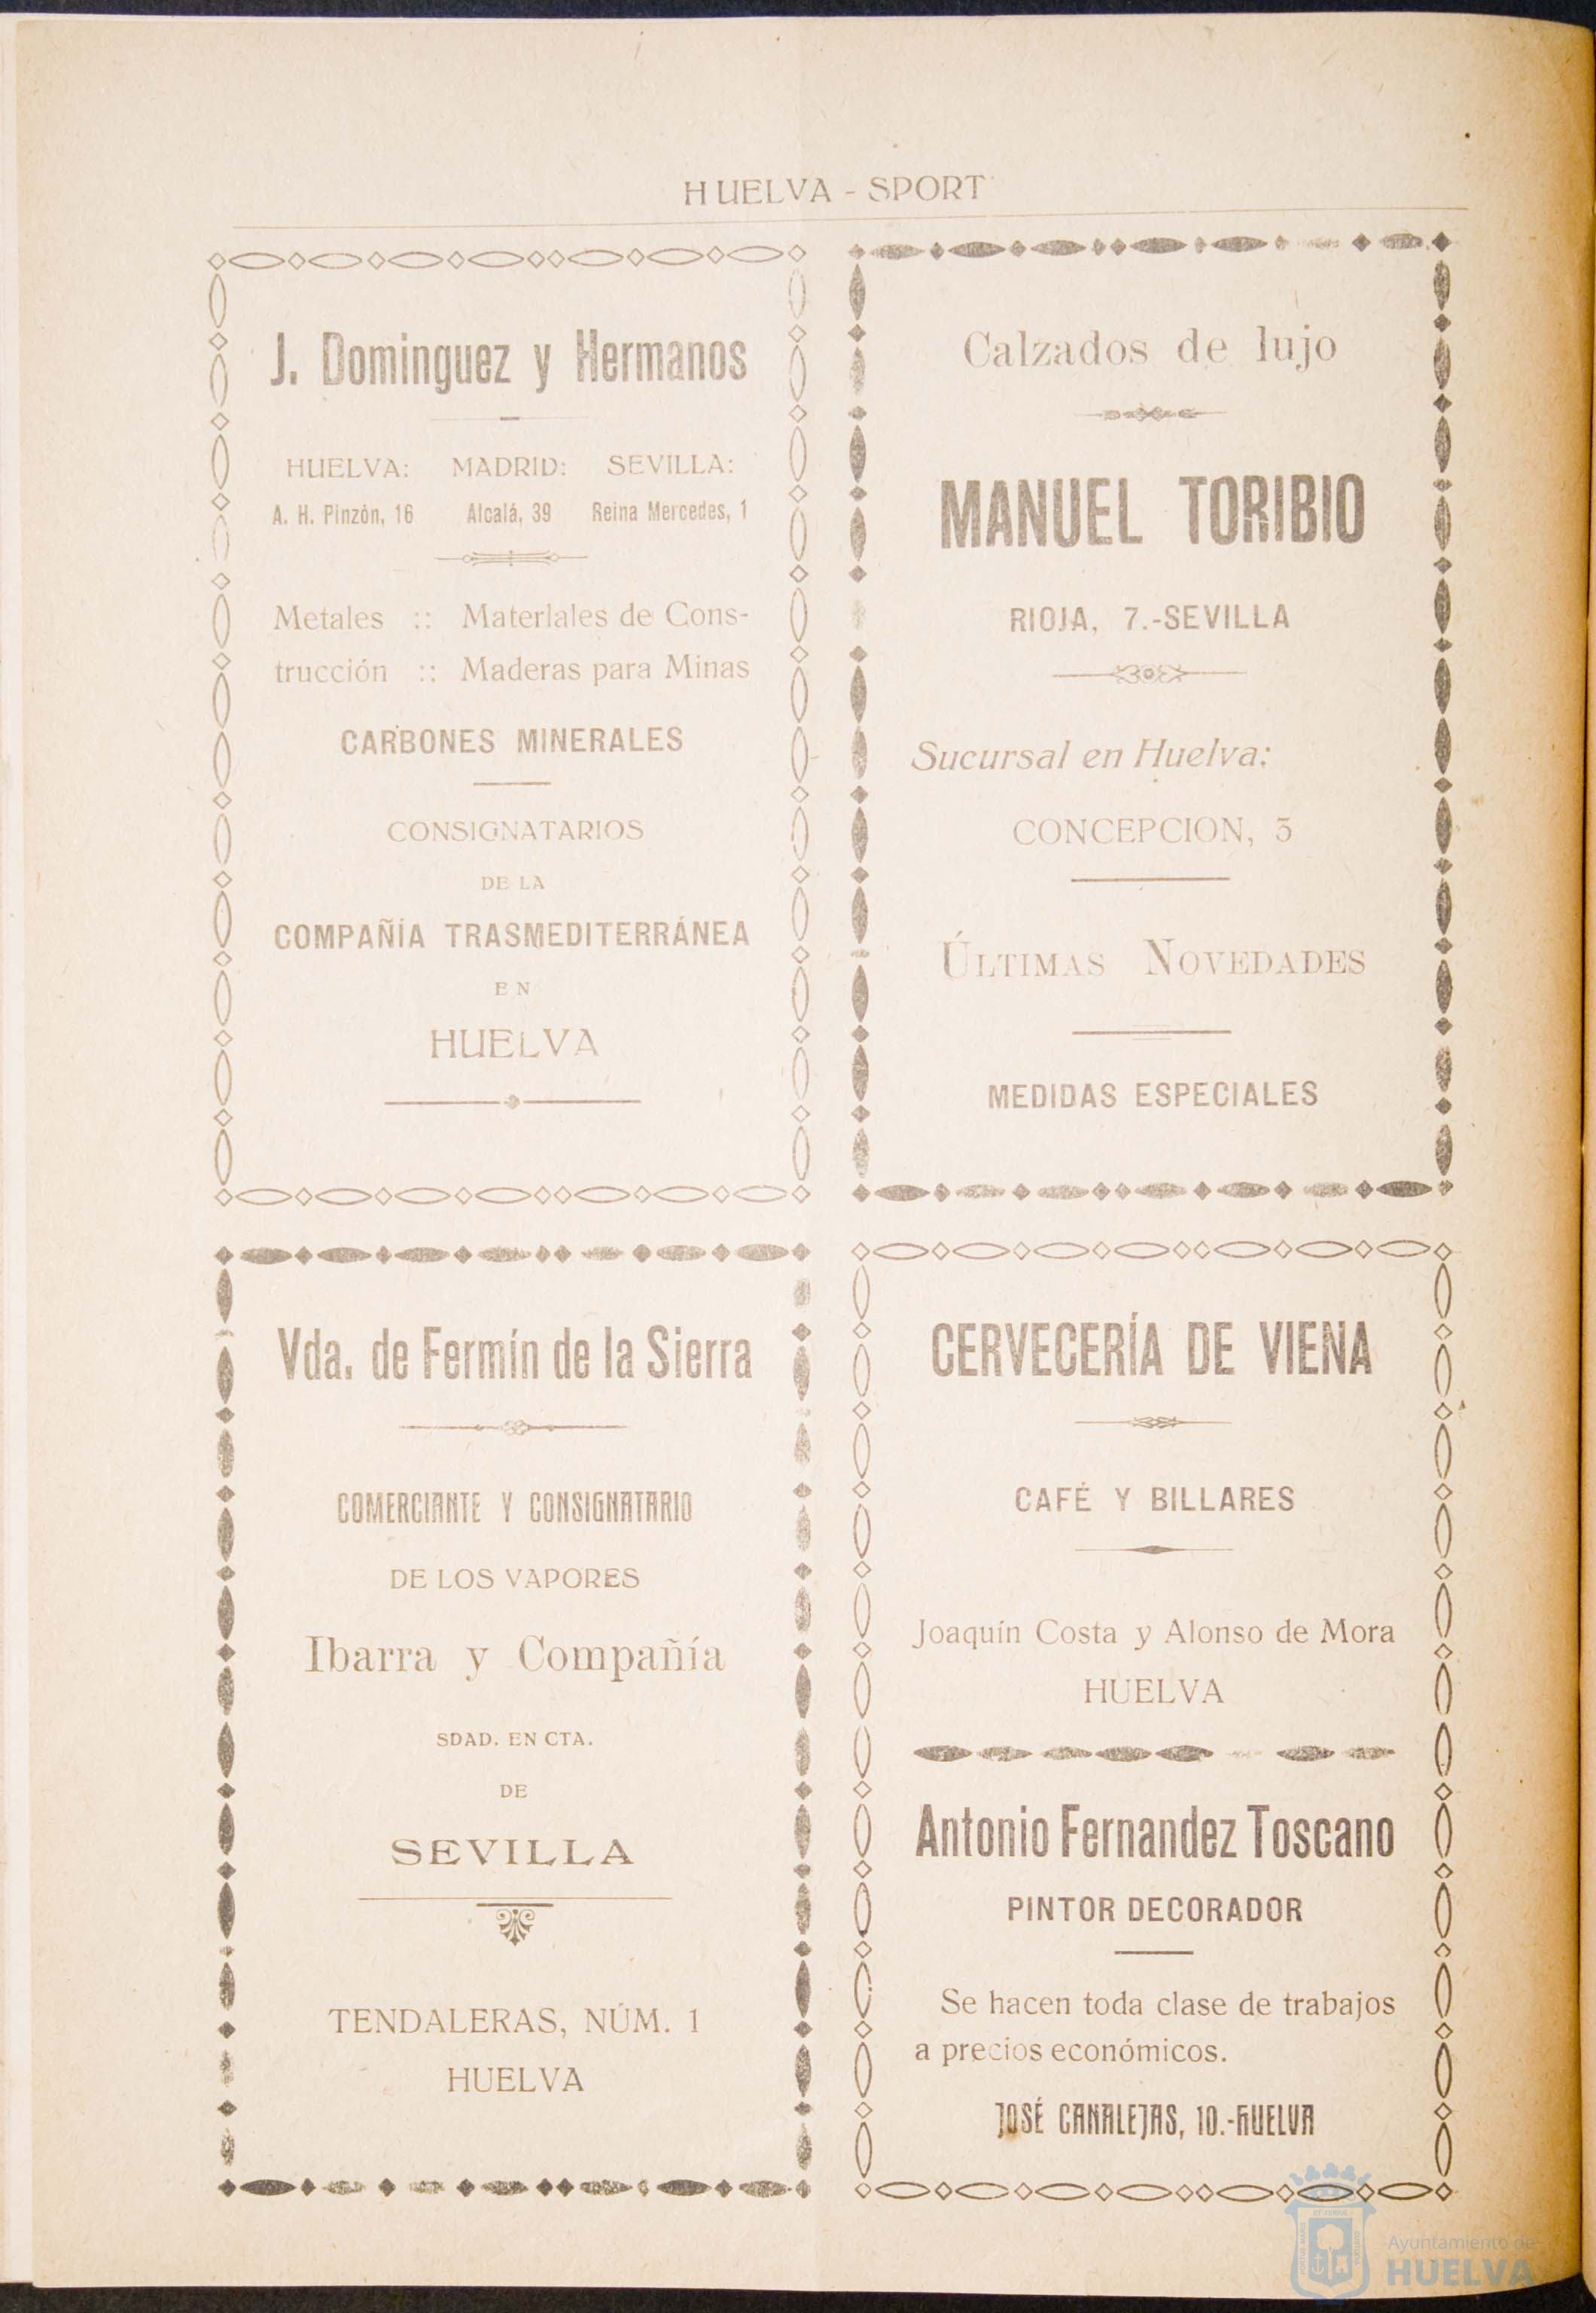 HUELVA - SPORT
J. Dominguez y Hermanos
HUELVA: MADRID: SEVILLA:
A. H. Pinzón, 16 Alcalá, 39 Reina Mercedes, 1
Metales :: Materlales de Cons-
trucción :: Maderas para Minas
CARBONES MINERALES
CONSIGNATARIOS
DE LA
COMPAÑÍA TRASMEDITERRÁNEA
EN
HUELVA
Calzados de lujo
MANUEL TORIBIO
RIOJA, 7.-SEVILLA
Sucursal en Huelva:
CONCEPCION, 3
ÚLTIMAS NOVEDADES
MEDIDAS ESPECIALES
Vda. de Fermín de la Sierra
COMERCIANTE Y CONSIGNATARIO
DE LOS VAPORES
Ibarra y Compañía
SDAD. EN CTA.
DE
SEVILLA
TENDALERAS, NÚM. 1
HUELVA
CERVECERÍA DE VIENA
CAFÉ Y BILLARES
Joaquín Costa y Alonso de Mora
HUELVA
Antonio Fernandez Toscano
PINTOR DECORADOR
Se hacen toda clase de trabajos
a precios económicos.
JOSÉ CANALEJAS, 10.-HUELVA
Ayuntamiento de
HUELVA